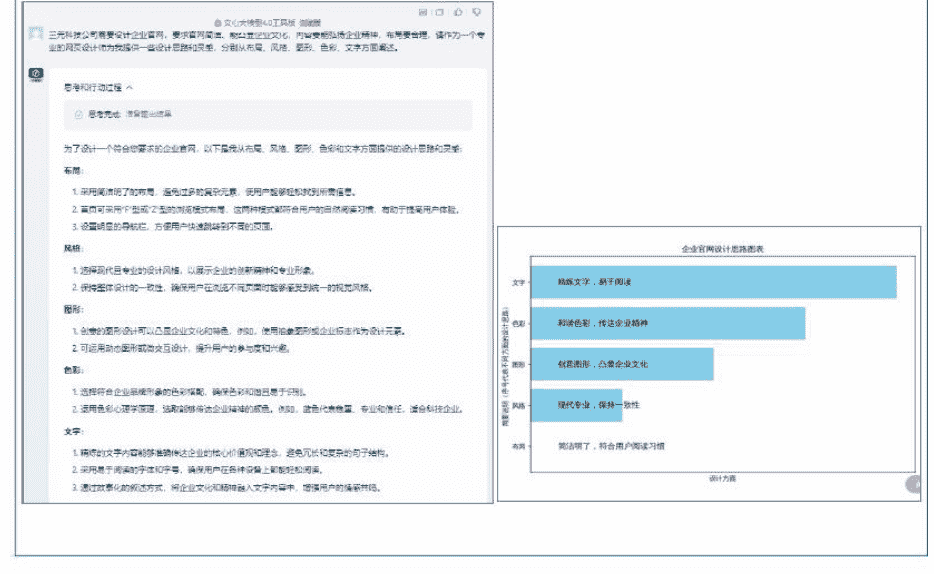 文心大模型4.0工具版
三元科技公司需要设计企业官网，要求官网简洁、能凸显企业文化，内容要能弘扬企业精神，布局要合理，请作为一个专
业的网页设计师为我提供一些设计思路和灵感，分别从布局、风格、图形、色彩、文字方面阐述。
思考和行动过程
思考完成
为了设计一个符合您要求的企业官网，以下是我从布局、风格、图形、色彩和文字方面提供的设计思路和灵感：
布局：
1. 采用简洁明了的布局，避免过多的复杂元素，使用户能够轻松找到所需信息。
2. 首页可采用“F”型或“Z”型的浏览模式布局，这两种模式都符合用户的自然阅读习惯，有助于提高用户体验。
3. 设置明显的导航栏，方便用户快速跳转到不同的页面。
风格：
1. 选择现代且专业的设计风格，以展示企业的创新精神和专业形象。
2. 保持整体设计的一致性，确保用户在浏览不同页面时能够感受到统一的视觉风格。
图形：
1. 创意的图形设计可以凸显企业文化和特色，例如，使用抽象图形或企业标志作为设计元素。
2. 可运用动态图形或微交互设计，提升用户的参与度和兴趣。
色彩：
1. 选择符合企业品牌形象的色彩搭配，确保色彩和谐且易于识别。
2. 运用色彩心理学原理，选取能够传达企业精神的颜色。例如，蓝色代表稳重、专业和信任，适合科技企业。
文字：
1. 精炼的文字内容能够准确传达企业的核心价值观和理念，避免冗长和复杂的句子结构。
2. 采用易于阅读的字体和字号，确保用户在各种设备上都能轻松阅读。
3. 通过故事化的叙述方式，将企业文化和精神融入文字内容中，增强用户的情感共鸣。
企业官网设计思路图表
文字
精炼文字，易于阅读
色彩
和谐色彩，传达企业精神
图形
创意图形，凸显企业文化
风格
现代专业，保持一致性
布局
简洁明了，符合用户阅读习惯
简要说明（序号代表不同方面的设计思路）
设计方面